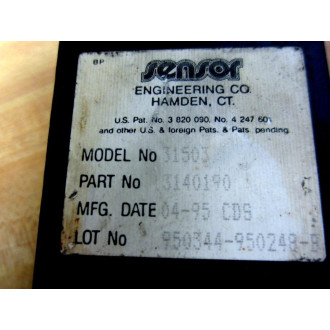 BP
sensor
ENGINEERING CO.
HAMDEN, CT.
U.S. Pat. No. 3 820 090. No. 4 247 601
and other U.S. & foreign Pats. & Pats. pending.
MODEL No 31503
PART No 3140190
MFG. DATE 04-95 CDS
LOT No 950344-950248-B